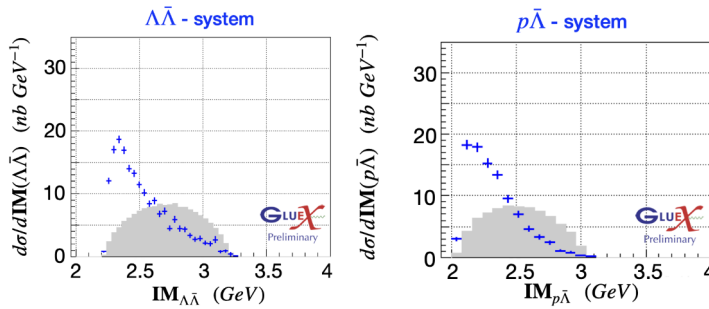 ΛΛ̄ - system
dσ/dIM(ΛΛ̄) (nb GeV⁻¹)
30
20
10
0
2
2.5
3
3.5
4
GLUEX
Preliminary
IM_ΛΛ̄ (GeV)
pΛ̄ - system
dσ/dIM(pΛ̄) (nb GeV⁻¹)
30
20
10
0
2
2.5
3
3.5
4
GLUEX
Preliminary
IM_pΛ̄ (GeV)